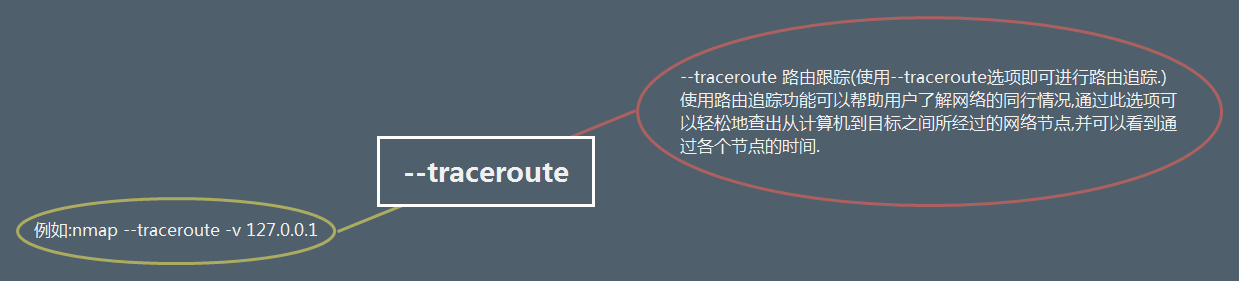 --traceroute 路由跟踪(使用--traceroute选项即可进行路由追踪.)
使用路由追踪功能可以帮助用户了解网络的同行情况,通过此选项可
以轻松地查出从计算机到目标之间所经过的网络节点,并可以看到通
过各个节点的时间.
--traceroute
例如:nmap --traceroute -v 127.0.0.1